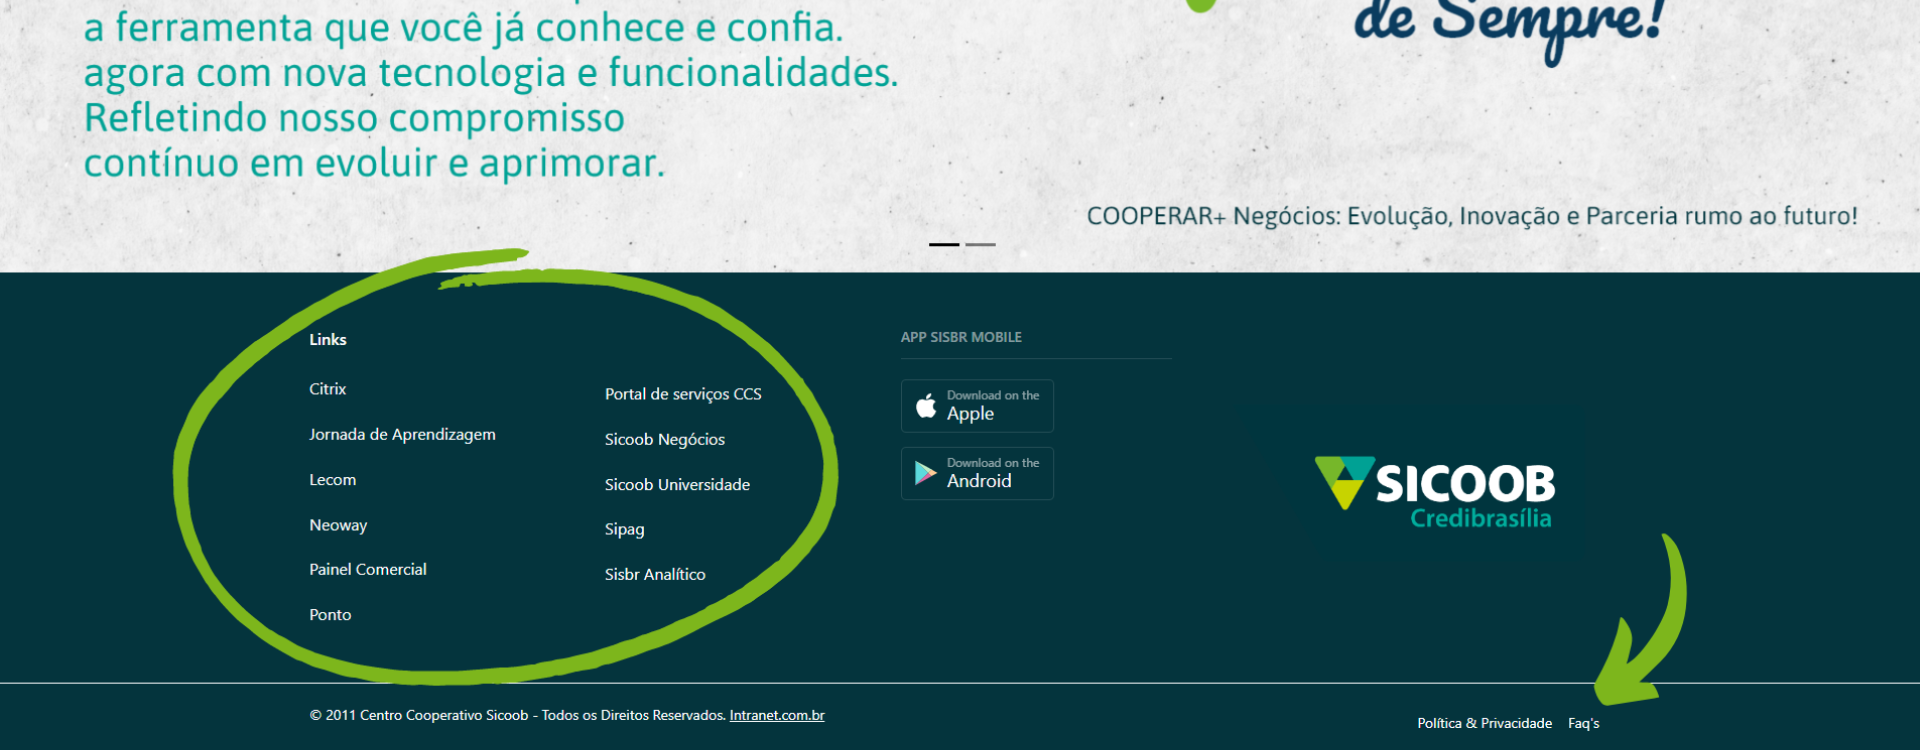 a ferramenta que você já conhece e confia.
agora com nova tecnologia e funcionalidades.
Refletindo nosso compromisso
contínuo em evoluir e aprimorar.
de Sempre!
COOPERAR+ Negócios: Evolução, Inovação e Parceria rumo ao futuro!
Links
Citrix
Jornada de Aprendizagem
Lecom
Neoway
Painel Comercial
Ponto
Portal de serviços CCS
Sicoob Negócios
Sicoob Universidade
Sipag
Sisbr Analítico
APP SISBR MOBILE
Download on the
Apple
Download on the
Android
SICOOB
Credibrasília
© 2011 Centro Cooperativo Sicoob - Todos os Direitos Reservados. Intranet.com.br
Política & Privacidade Faq's